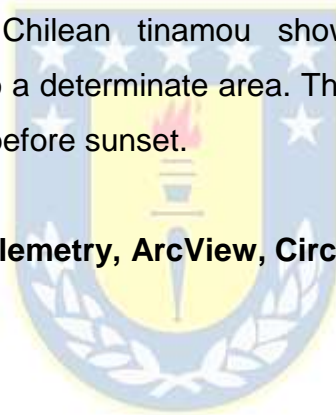 Chilean tinamou show
a determinate area. Th
before sunset.
lemetry, ArcView, Circ